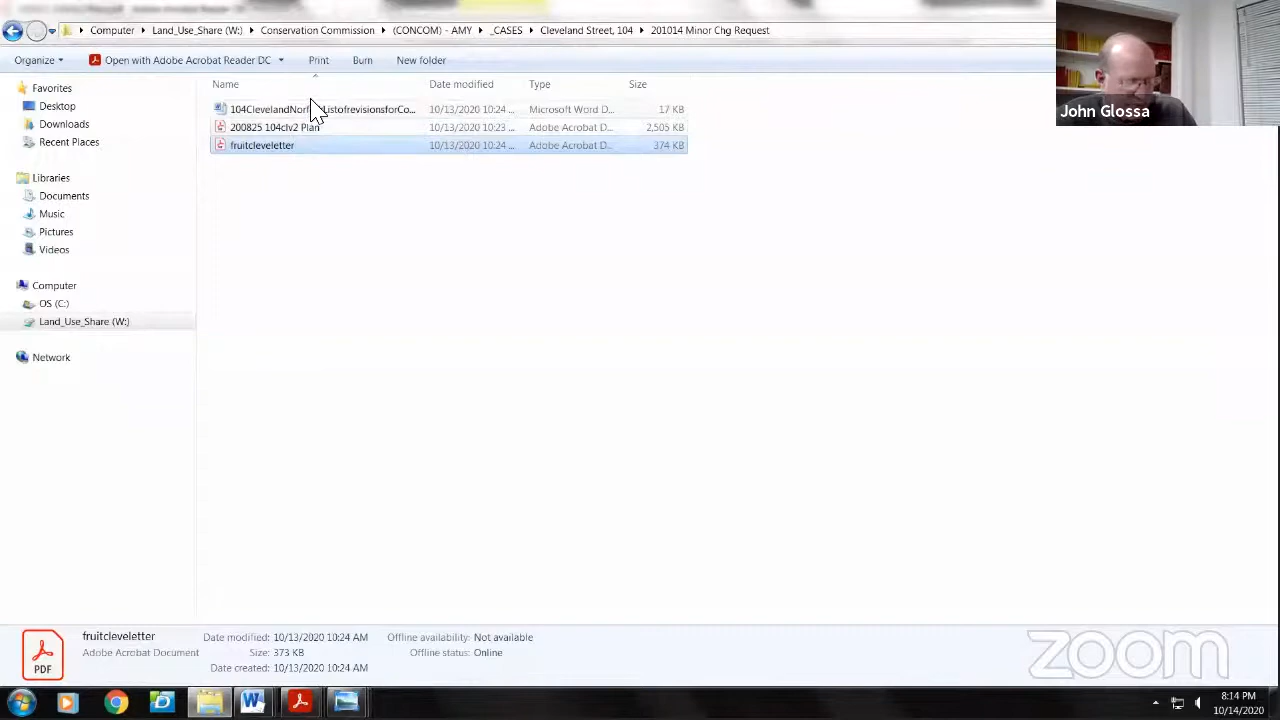 Computer Land_Use_Share (W:) Conservation Commission (CONCOM) - AMY _CASES Cleveland Street, 104 201014 Minor Chg Request
Organize Open with Adobe Acrobat Reader DC Print Burn New folder
Name Date modified Type Size
10/13/2020 10:24 ... Microsoft Word D... 17 KB
200825 104clv2 Plan 10/13/2020 10:23 ... Adobe Acrobat D... 2,505 KB
fruitcleveletter 10/13/2020 10:24 ... Adobe Acrobat D... 374 KB
Favorites
Desktop
Downloads
Recent Places
Libraries
Documents
Music
Pictures
Videos
Computer
OS (C:)
Land_Use_Share (W:)
Network
John Glossa
PDF
fruitcleveletter Date modified: 10/13/2020 10:24 AM Offline availability: Not available
Adobe Acrobat Document Size: 373 KB Offline status: Online
Date created: 10/13/2020 10:24 AM
zoom
8:14 PM
10/14/2020